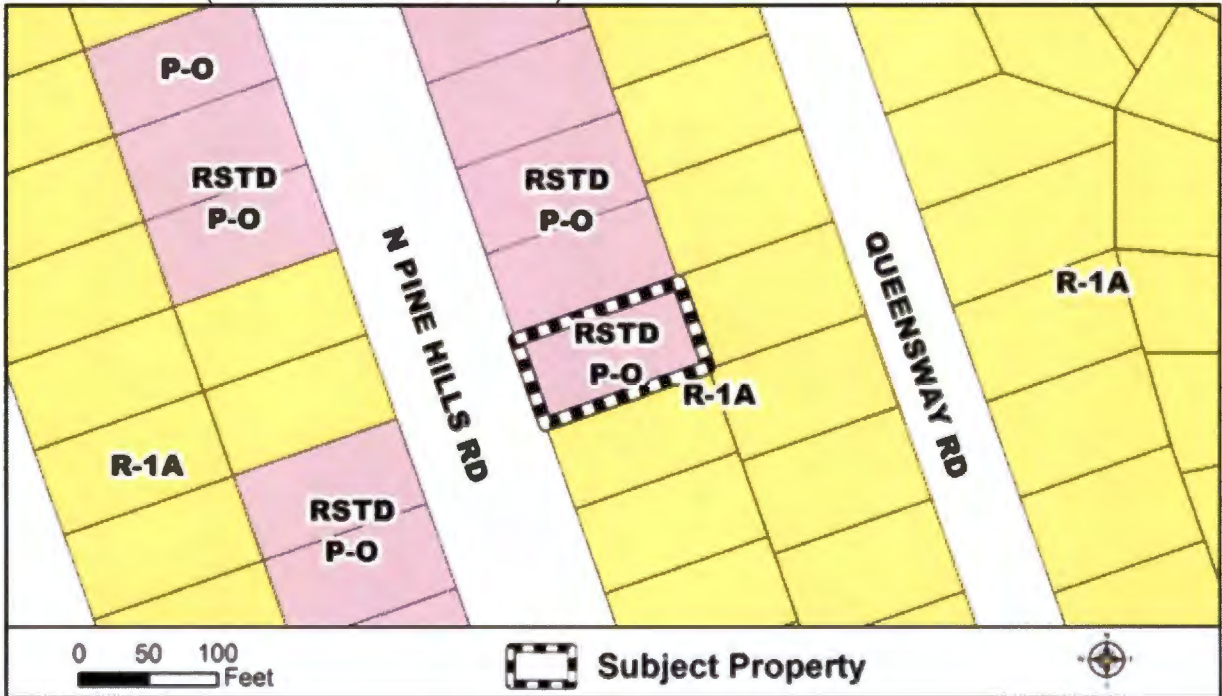 P-O
RSTD
P-O
RSTD
P-O
N PINE HILLS RD
QUEENSWAY RD
R-1A
RSTD
P-O
R-1A
R-1A
RSTD
P-O
0 50 100
Feet
Subject Property